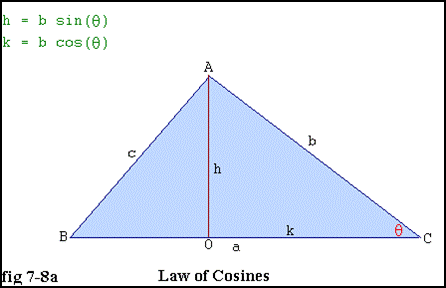 h = b sin(θ)
k = b cos(θ)
A
c
b
h
B
O
a
k
θ
C
fig 7-8a
Law of Cosines